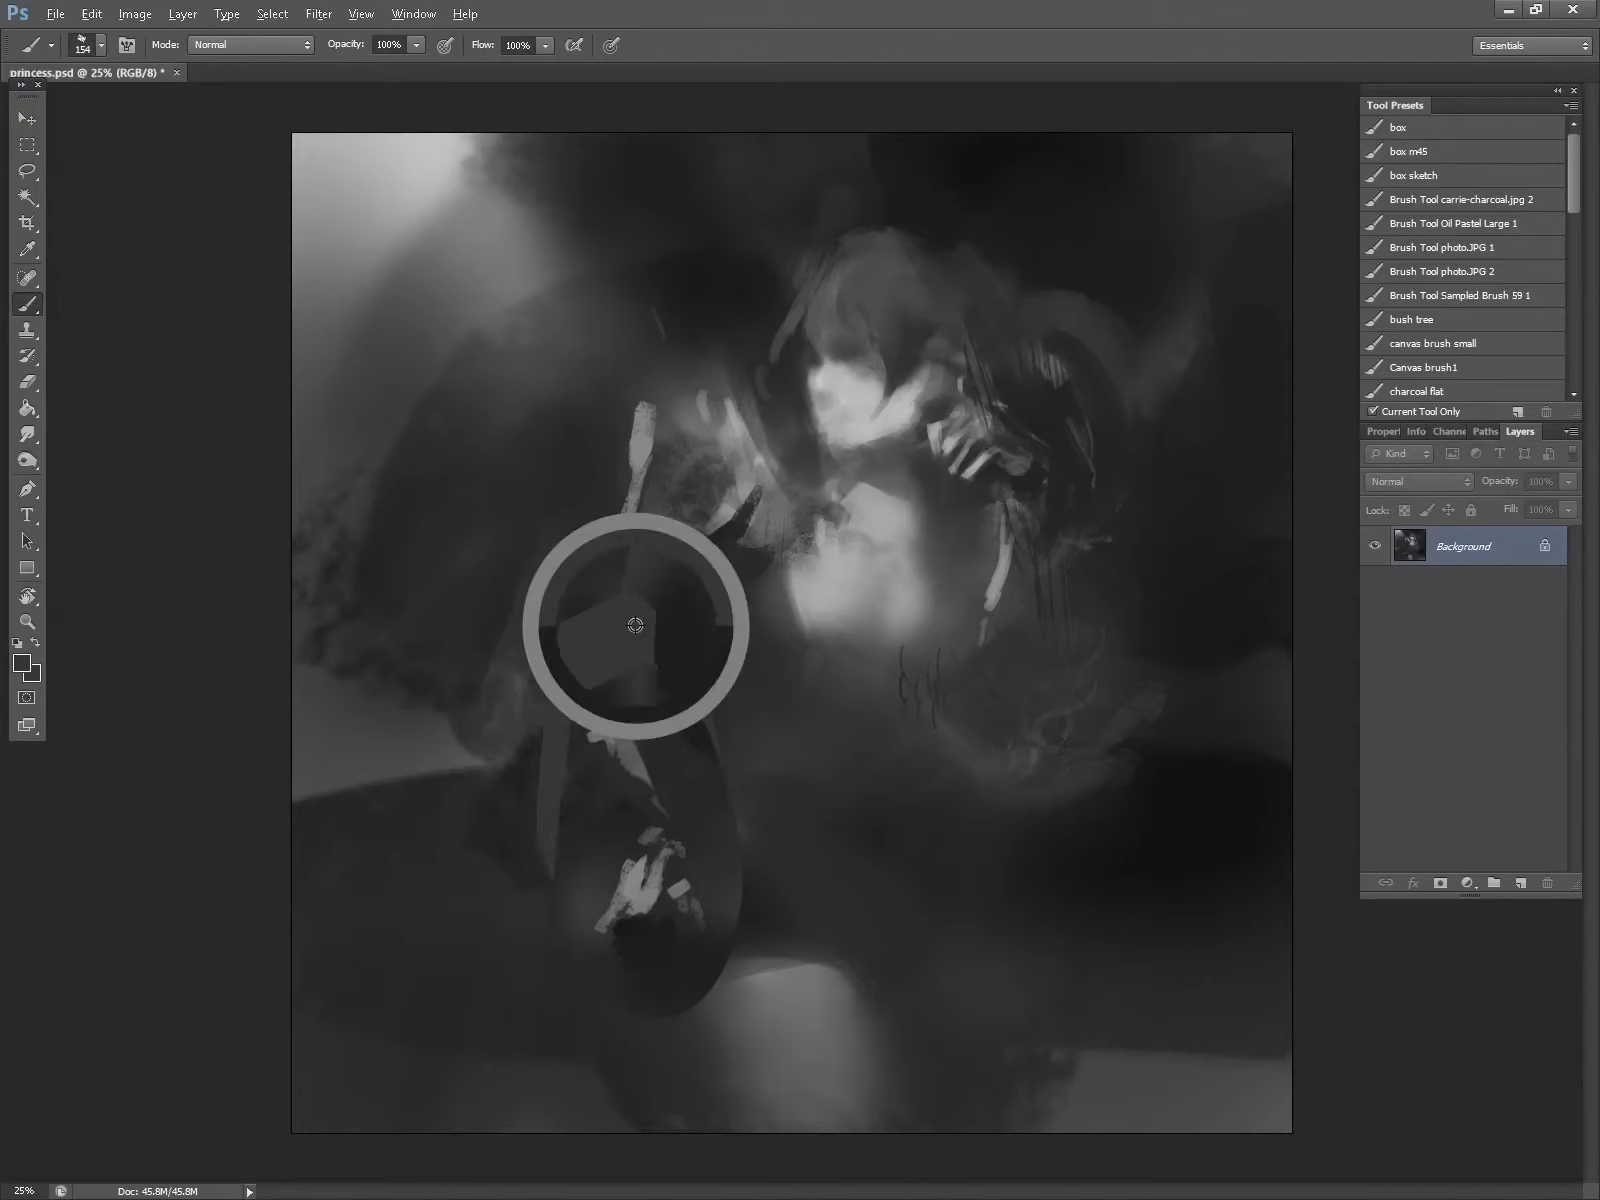 Ps File Edit Image Layer Type Select Filter View Window Help
154 Mode: Normal Opacity: 100% Flow: 100% Essentials
princess.psd @ 25% (RGB/8) * ×
Tool Presets
box
box m45
box sketch
Brush Tool carrie-charcoal.jpg 2
Brush Tool Oil Pastel Large 1
Brush Tool photo.JPG 1
Brush Tool photo.JPG 2
Brush Tool Sampled Brush 59 1
bush tree
canvas brush small
Canvas brush1
charcoal flat
Current Tool Only
Propert Info Channe Paths Layers
Kind
Normal Opacity: 100%
Lock: Fill: 100%
Background
fx
25% Doc: 45.8M/45.8M